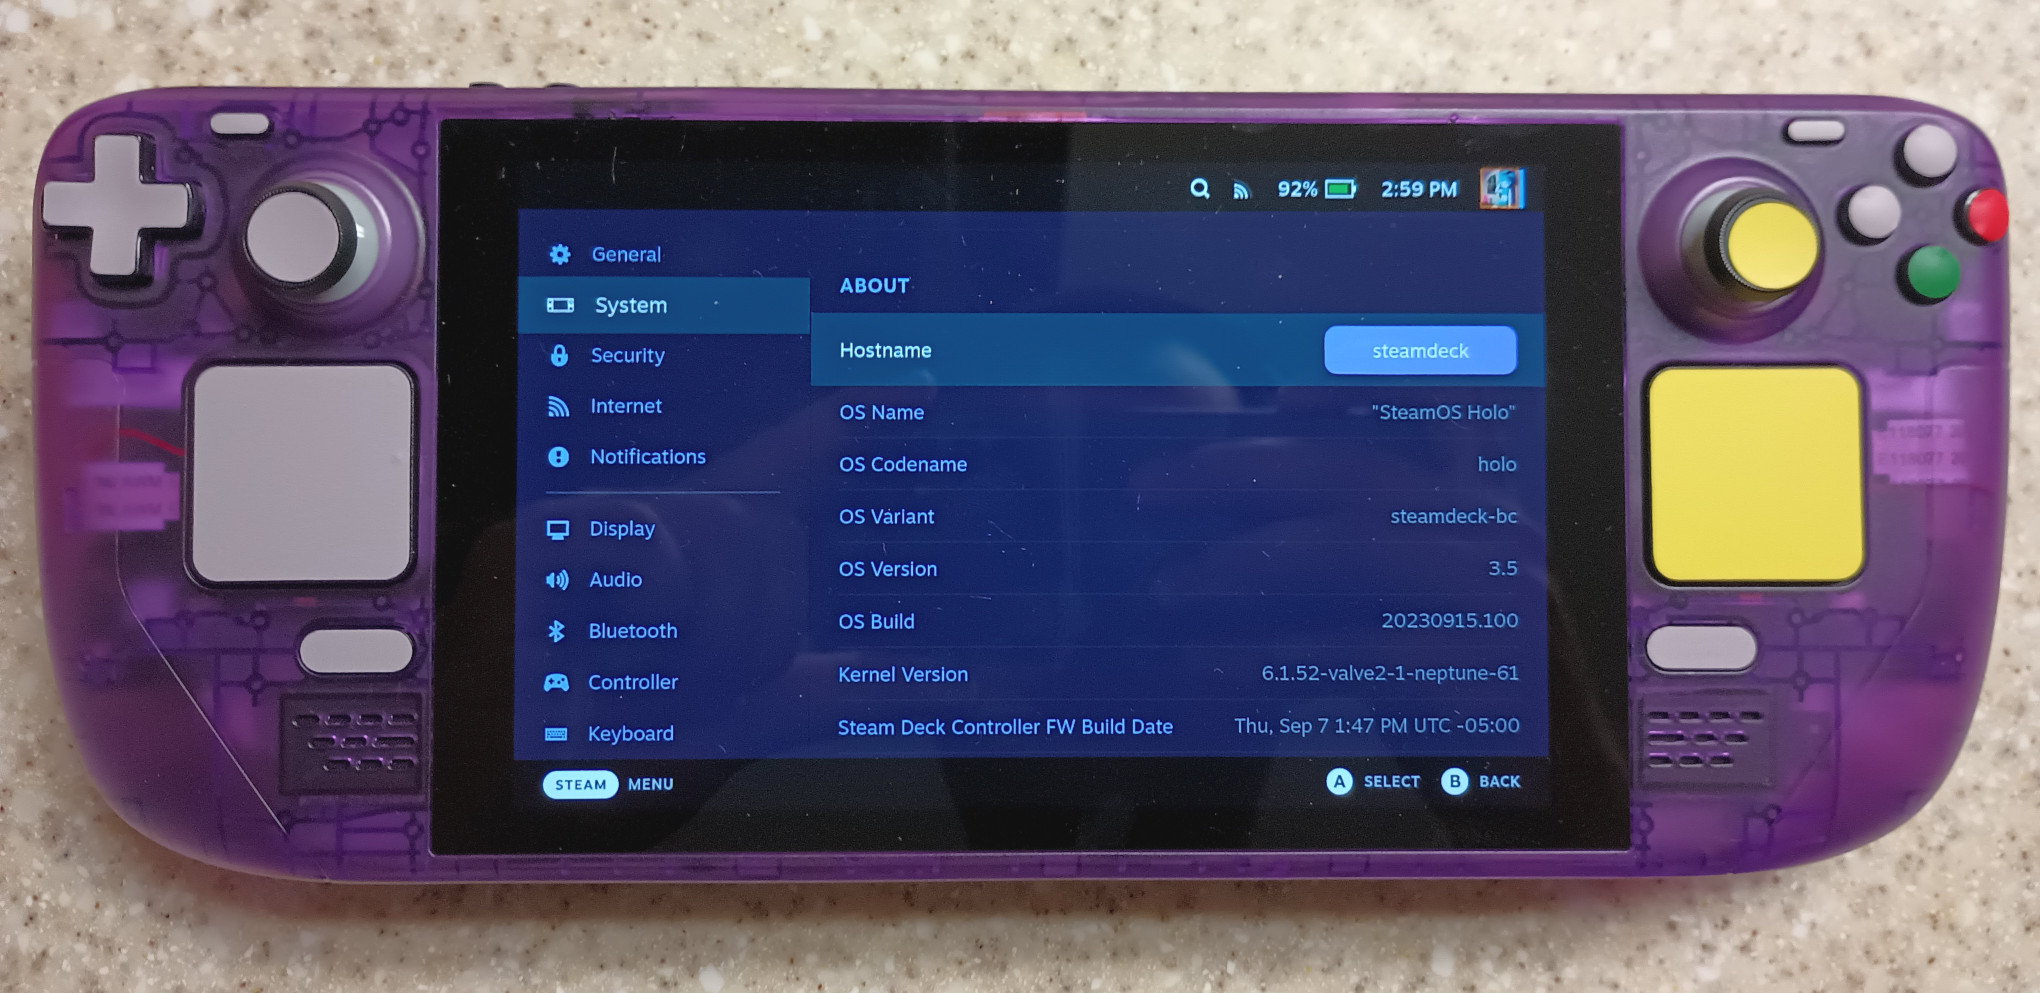 92% 2:59 PM
General
System
Security
Internet
Notifications
Display
Audio
Bluetooth
Controller
Keyboard
ABOUT
Hostname steamdeck
OS Name "SteamOS Holo"
OS Codename holo
OS Variant steamdeck-bc
OS Version 3.5
OS Build 20230915.100
Kernel Version 6.1.52-valve2-1-neptune-61
Steam Deck Controller FW Build Date Thu, Sep 7 1:47 PM UTC -05:00
STEAM MENU
A SELECT B BACK